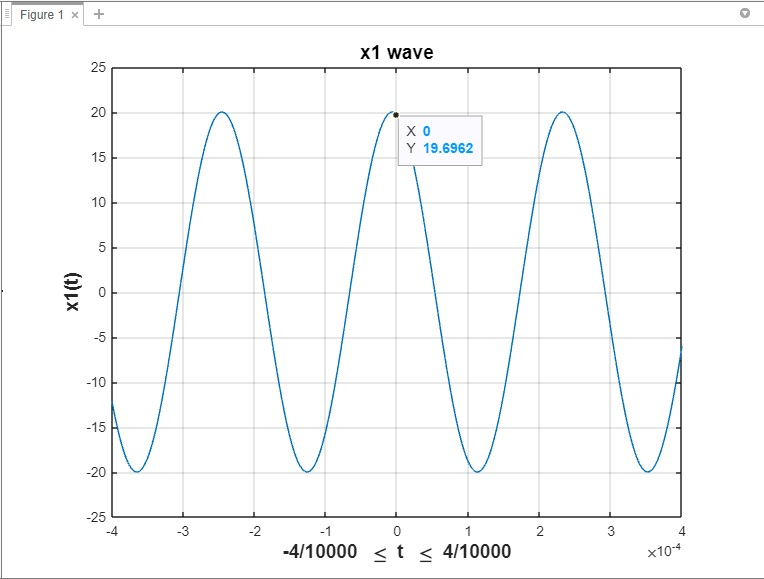 Figure 1 × +
x1 wave
25
20
15
10
5
0
-5
-10
-15
-20
-25
x1(t)
X 0
Y 19.6962
-4 -3 -2 -1 0 1 2 3 4
×10-4
-4/10000 ≤ t ≤ 4/10000